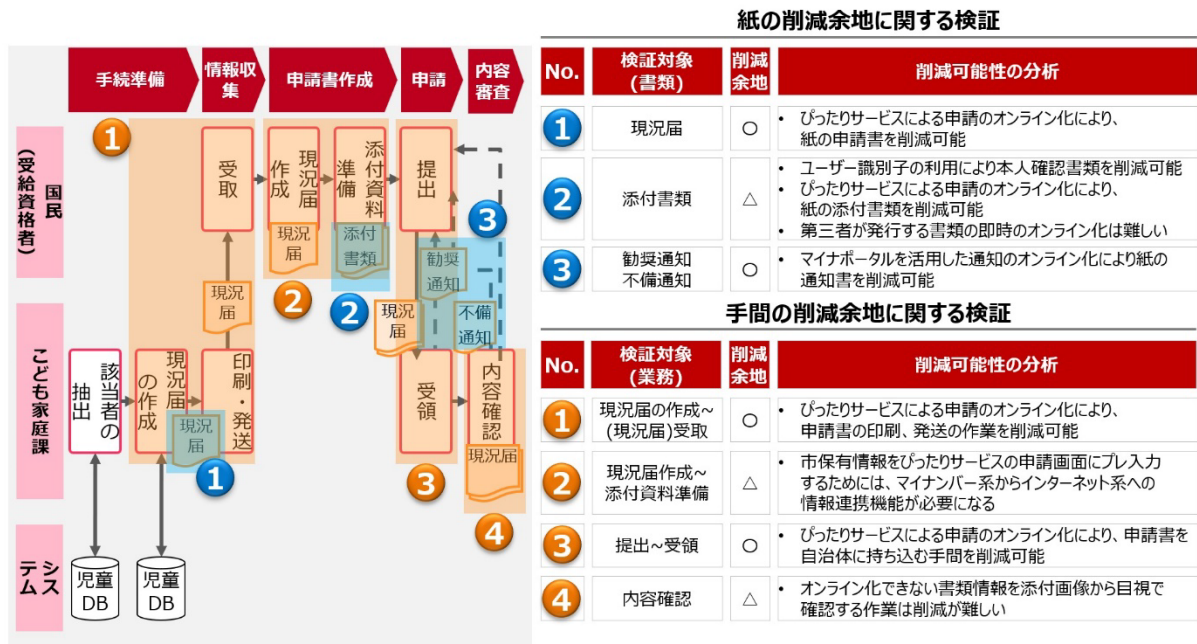 手続準備
情報収
集
申請書作成
申請
内容
審査
国民
(受給資格者)
こども家庭課
システム
1
受取
現況届
作成
添付資料
準備
提出
現況
届
添付
書類
2
2
3
勧奨
通知
不備
通知
現況
届
現況
届
該当者の
抽出
現況届
の作成
印刷・発送
現況
届
1
受領
内容確認
現況届
3
4
児童
DB
児童
DB
紙の削減余地に関する検証
No.
検証対象
(書類)
削減
余地
削減可能性の分析
1
現況届
○
• ぴったりサービスによる申請のオンライン化により、
紙の申請書を削減可能
2
添付書類
△
• ユーザー識別子の利用により本人確認書類を削減可能
• ぴったりサービスによる申請のオンライン化により、
紙の添付書類を削減可能
• 第三者が発行する書類の即時のオンライン化は難しい
3
勧奨通知
不備通知
○
• マイナポータルを活用した通知のオンライン化により紙の
通知書を削減可能
手間の削減余地に関する検証
No.
検証対象
(業務)
削減
余地
削減可能性の分析
1
現況届の作成~
(現況届)受取
○
• ぴったりサービスによる申請のオンライン化により、
申請書の印刷、発送の作業を削減可能
2
現況届作成~
添付資料準備
△
• 市保有情報をぴったりサービスの申請画面にプレ入力
するためには、マイナンバー系からインターネット系への
情報連携機能が必要になる
3
提出~受領
○
• ぴったりサービスによる申請のオンライン化により、申請書を
自治体に持ち込む手間を削減可能
4
内容確認
△
• オンライン化できない書類情報を添付画像から目視で
確認する作業は削減が難しい